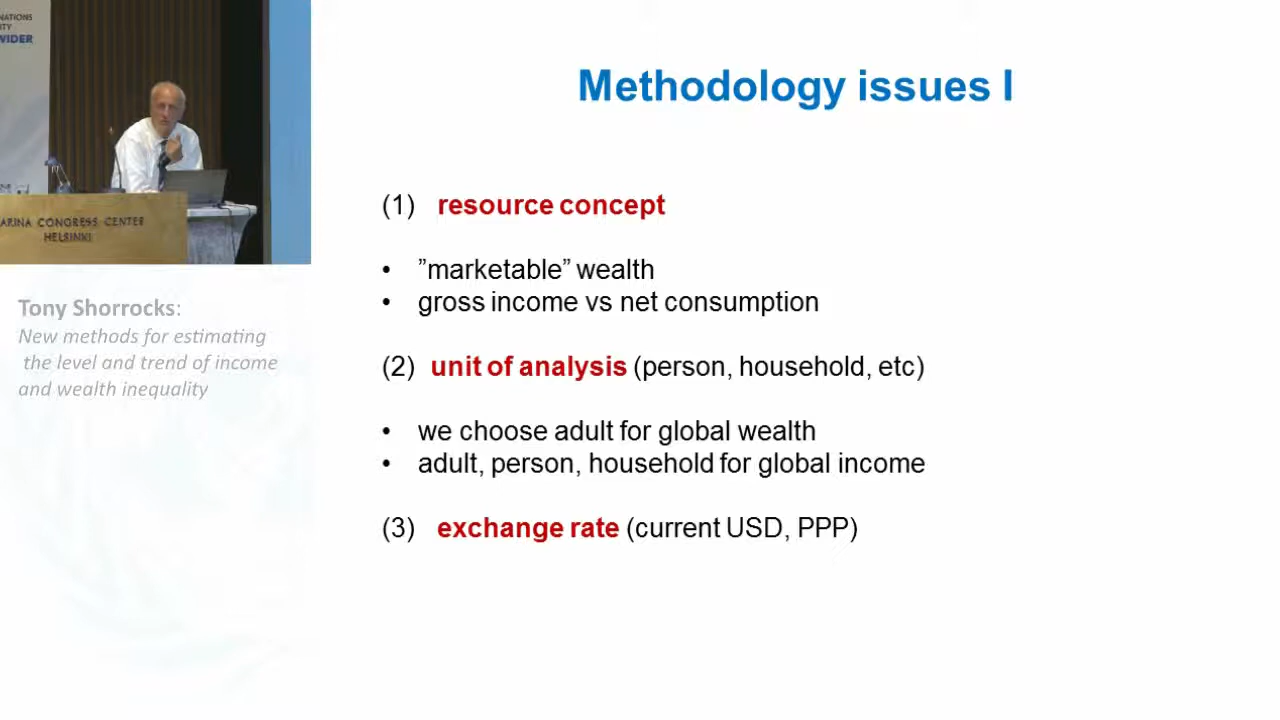 NATIONS
WIDER
ARINA CONGRESS CENTER
HELSINKI
Tony Shorrocks:
New methods for estimating
the level and trend of income
and wealth inequality
Methodology issues I
(1) resource concept
• ”marketable” wealth
• gross income vs net consumption
(2) unit of analysis (person, household, etc)
• we choose adult for global wealth
• adult, person, household for global income
(3) exchange rate (current USD, PPP)